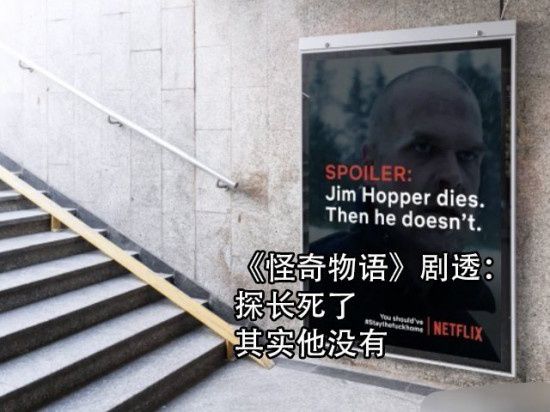 SPOILER:
Jim Hopper dies.
Then he doesn't.
《怪奇物语》剧透：
探长死了
其实他没有
You should've
#Staythefuckhome
NETFLIX